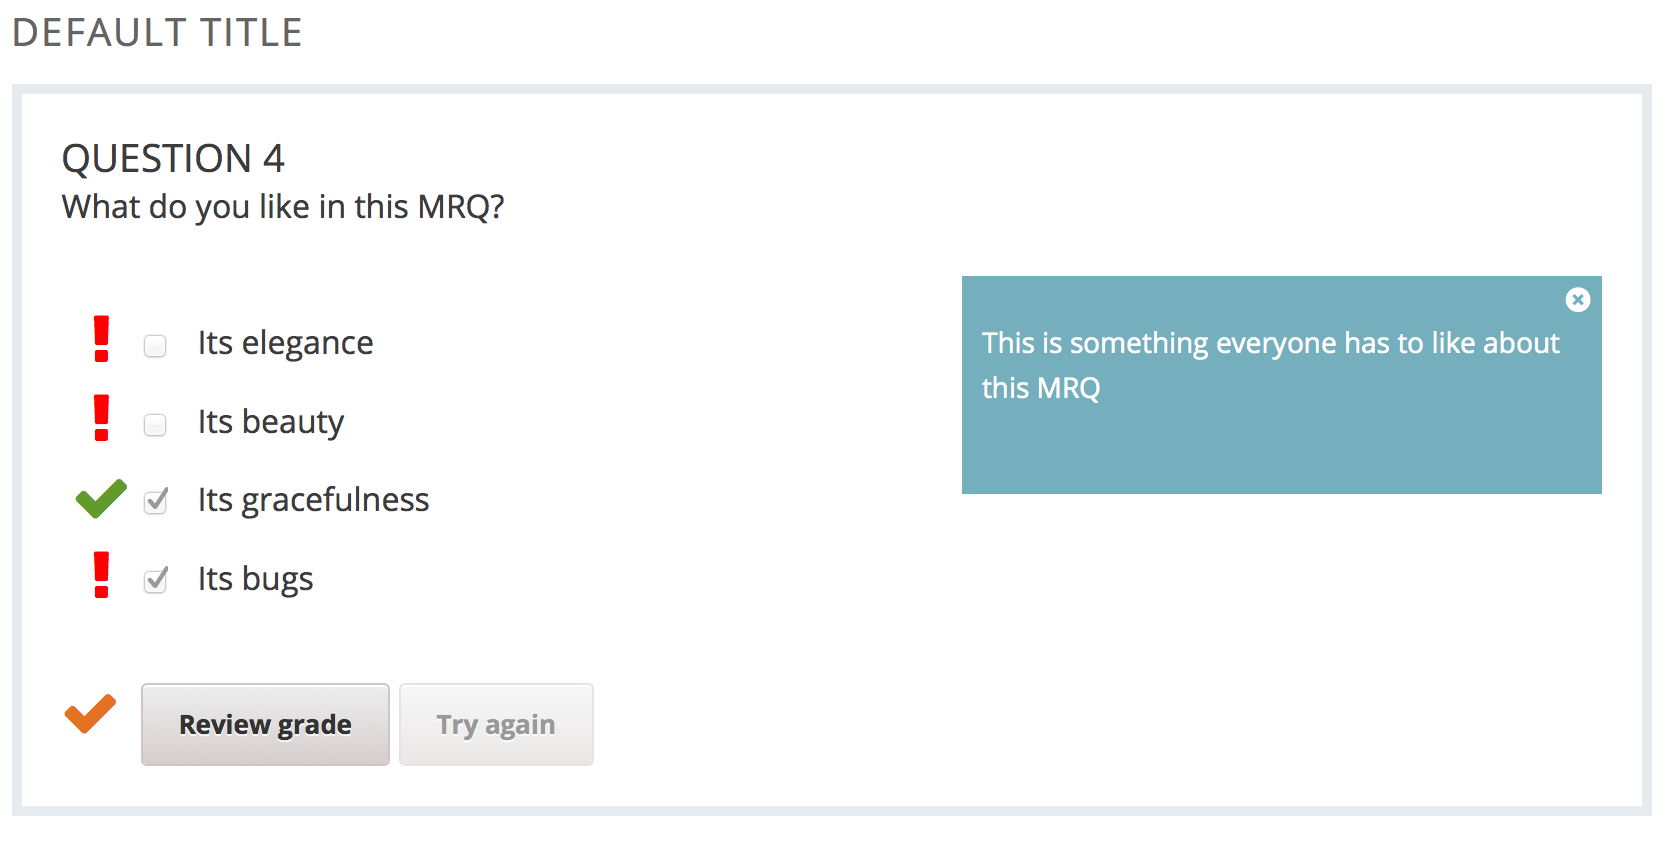 DEFAULT TITLE
QUESTION 4
What do you like in this MRQ?
Its elegance
Its beauty
Its gracefulness
Its bugs
This is something everyone has to like about
this MRQ
Review grade
Try again